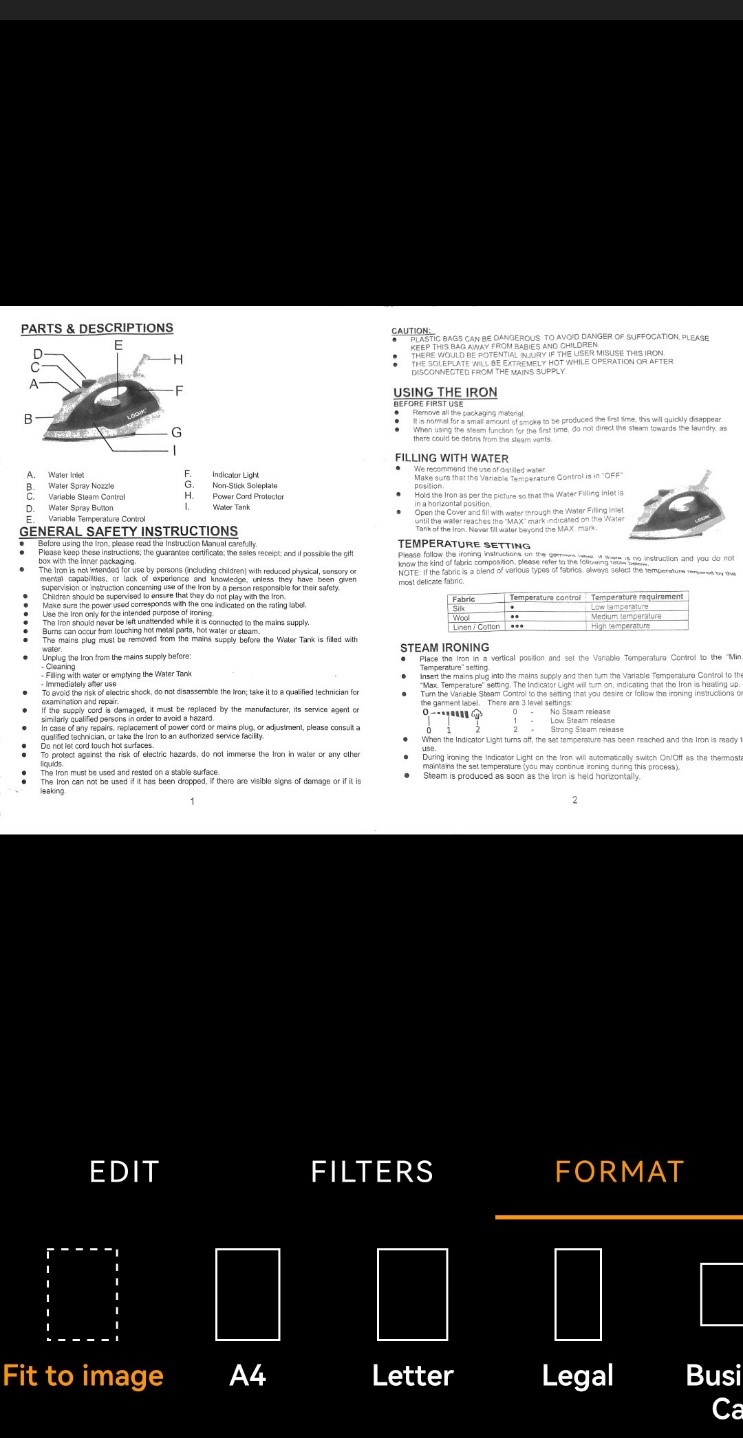 PARTS & DESCRIPTIONS
E
D
C
A
H
F
B
LOGIK
G
I
A. Water Inlet
B. Water Spray Nozzle
C. Variable Steam Control
D. Water Spray Button
E. Variable Temperature Control
F. Indicator Light
G. Non-Stick Soleplate
H. Power Cord Protector
I. Water Tank
GENERAL SAFETY INSTRUCTIONS
● Before using the Iron, please read the Instruction Manual carefully.
● Please keep these instructions; the guarantee certificate; the sales receipt; and if possible the gift
box with the inner packaging.
● The Iron is not intended for use by persons (including children) with reduced physical, sensory or
mental capabilities, or lack of experience and knowledge, unless they have been given
supervision or instruction concerning use of the Iron by a person responsible for their safety.
● Children should be supervised to ensure that they do not play with the Iron.
● Make sure the power used corresponds with the one indicated on the rating label.
● Use the Iron only for the intended purpose of ironing.
● The Iron should never be left unattended while it is connected to the mains supply.
● Burns can occur from touching hot metal parts, hot water or steam.
● The mains plug must be removed from the mains supply before the Water Tank is filled with
water.
● Unplug the Iron from the mains supply before:
- Cleaning
- Filling with water or emptying the Water Tank
- Immediately after use
● To avoid the risk of electric shock, do not disassemble the Iron; take it to a qualified technician for
examination and repair.
● If the supply cord is damaged, it must be replaced by the manufacturer, its service agent or
similarly qualified persons in order to avoid a hazard.
● In case of any repairs, replacement of power cord or mains plug, or adjustment, please consult a
qualified technician, or take the Iron to an authorized service facility.
● Do not let cord touch hot surfaces.
● To protect against the risk of electric hazards, do not immerse the Iron in water or any other
liquids.
● The Iron must be used and rested on a stable surface.
● The Iron can not be used if it has been dropped, if there are visible signs of damage or if it is
leaking.
1
CAUTION:
● PLASTIC BAGS CAN BE DANGEROUS. TO AVOID DANGER OF SUFFOCATION, PLEASE
KEEP THIS BAG AWAY FROM BABIES AND CHILDREN.
● THERE WOULD BE POTENTIAL INJURY IF THE USER MISUSE THIS IRON.
● THE SOLEPLATE WILL BE EXTREMELY HOT WHILE OPERATION OR AFTER
DISCONNECTED FROM THE MAINS SUPPLY.
USING THE IRON
BEFORE FIRST USE
● Remove all the packaging material.
● It is normal for a small amount of smoke to be produced the first time, this will quickly disappear.
● When using the steam function for the first time, do not direct the steam towards the laundry, as
there could be debris from the steam vents.
FILLING WITH WATER
● We recommend the use of distilled water.
Make sure that the Variable Temperature Control is in "OFF"
position.
● Hold the Iron as per the picture so that the Water Filling Inlet is
in a horizontal position.
● Open the Cover and fill with water through the Water Filling Inlet
until the water reaches the "MAX" mark indicated on the Water
Tank of the Iron. Never fill water beyond the MAX mark.
LOGIK
TEMPERATURE SETTING
Please follow the ironing instructions on the garment label. If there is no instruction and you do not
know the kind of fabric composition, please refer to the following table below.
NOTE: If the fabric is a blend of various types of fabrics, always select the temperature required by the
most delicate fabric.
Fabric Temperature control Temperature requirement
Silk ● Low temperature
Wool ●● Medium temperature
Linen / Cotton ●●● High temperature
STEAM IRONING
● Place the Iron in a vertical position and set the Variable Temperature Control to the "Min.
Temperature" setting.
● Insert the mains plug into the mains supply and then turn the Variable Temperature Control to the
"Max. Temperature" setting. The Indicator Light will turn on, indicating that the Iron is heating up.
● Turn the Variable Steam Control to the setting that you desire or follow the ironing instructions or
the garment label. There are 3 level settings:
0 0 - No Steam release
1 - Low Steam release
0 1 2 2 - Strong Steam release
● When the Indicator Light turns off, the set temperature has been reached and the Iron is ready t
use.
● During ironing the Indicator Light on the Iron will automatically switch On/Off as the thermosta
maintains the set temperature (you may continue ironing during this process).
● Steam is produced as soon as the Iron is held horizontally.
2
EDIT FILTERS FORMAT
Fit to image A4 Letter Legal Busi
Ca